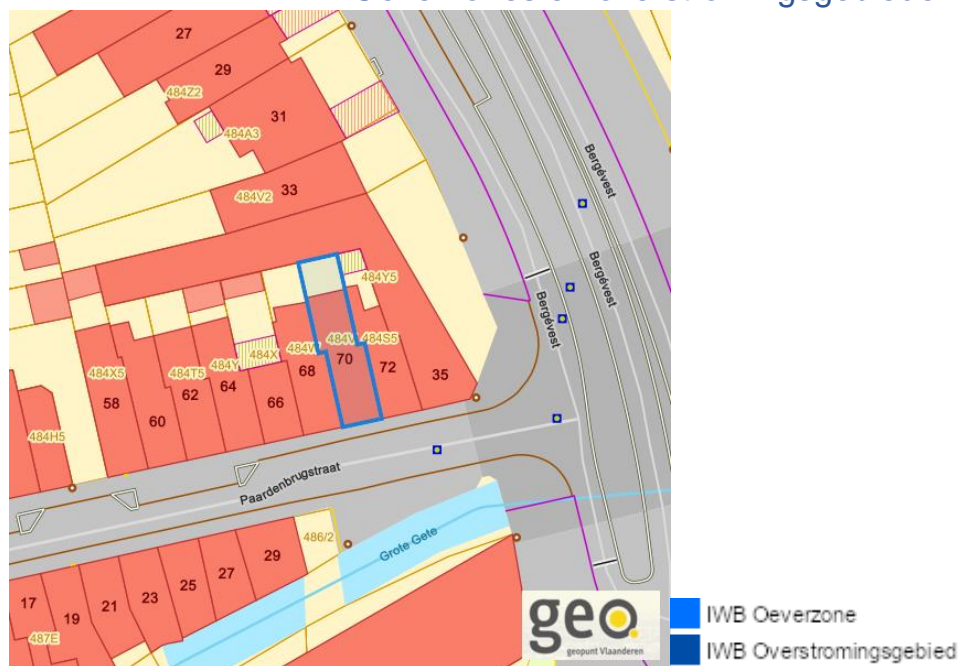 27
29
484Z2
31
484A3
33
484V2
Bergévest
Bergévest
Bergévest
484Y5
484X5
58
60
484T5
62
484Y
64
484X
66
484W
68
484V
70
484S5
72
35
484H5
Paardenbrugstraat
Grote Gete
486/2
17
19
21
23
25
27
29
487E
geo
geopunt Vlaanderen
IWB Oeverzone
IWB Overstromingsgebied